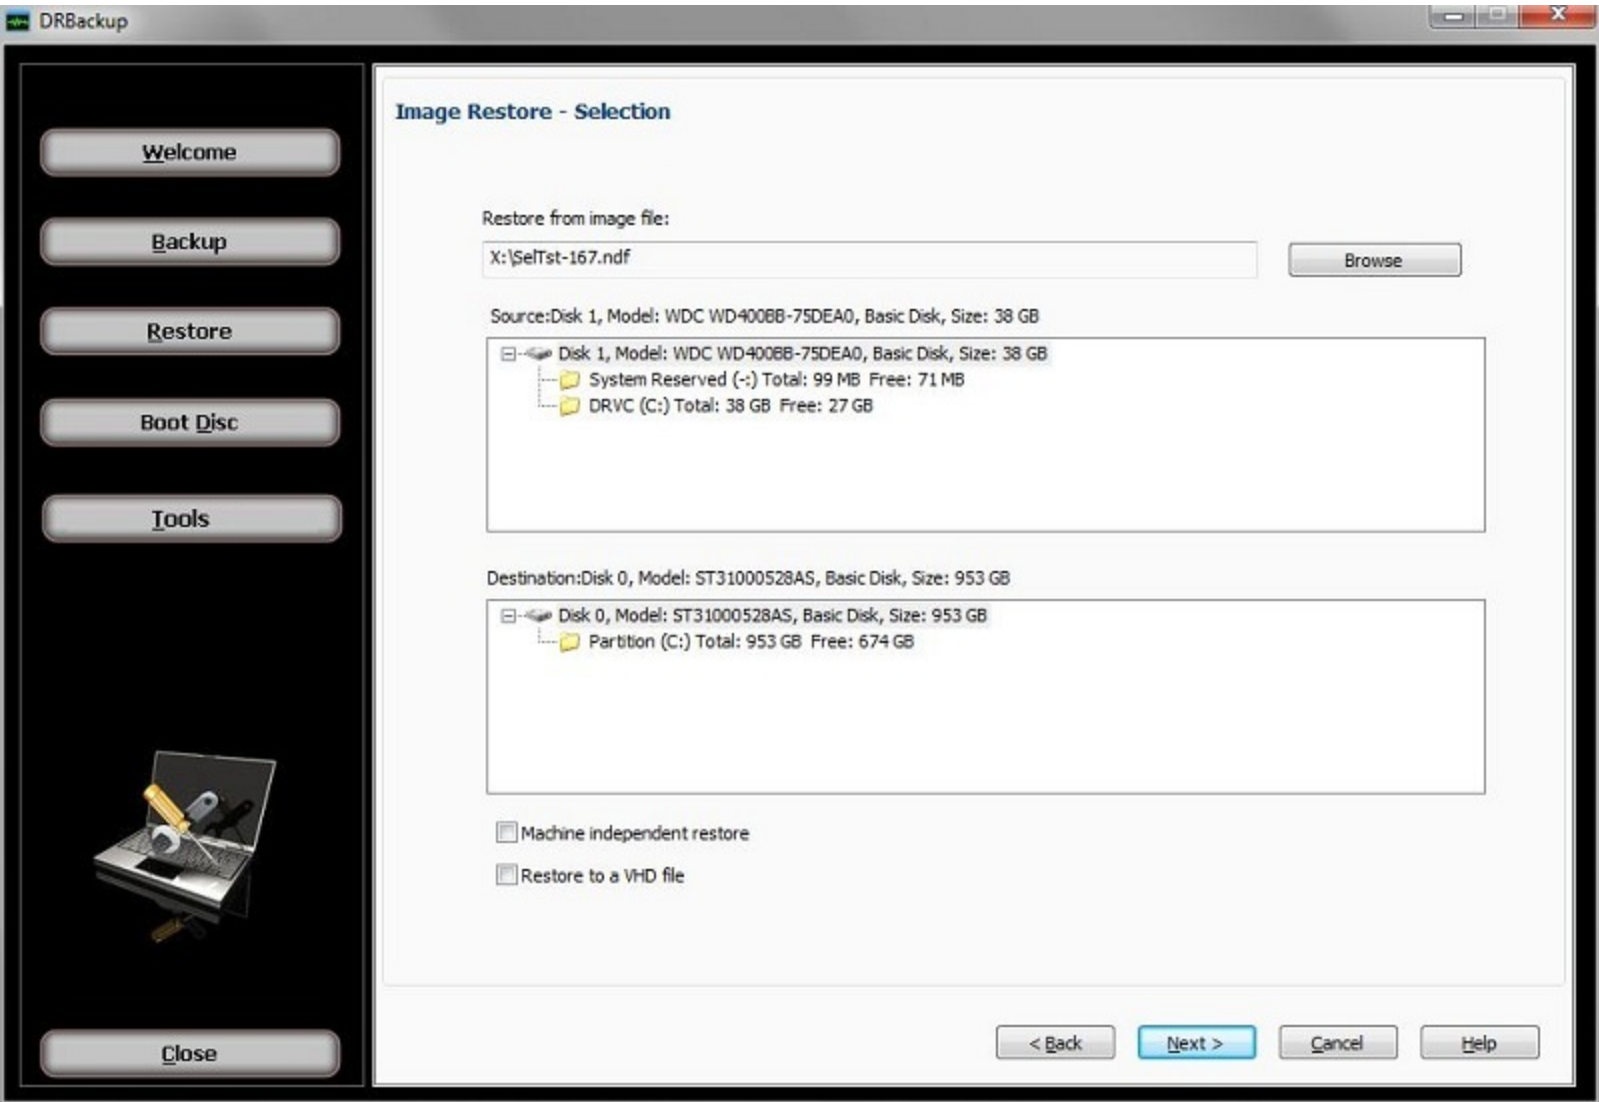 DRBackup
Welcome
Backup
Restore
Boot Disc
Tools
Close
Image Restore - Selection
Restore from image file:
X:\SelTst-167.ndf
Browse
Source:Disk 1, Model: WDC WD400BB-75DEA0, Basic Disk, Size: 38 GB
Disk 1, Model: WDC WD400BB-75DEA0, Basic Disk, Size: 38 GB
System Reserved (-:) Total: 99 MB Free: 71 MB
DRVC (C:) Total: 38 GB Free: 27 GB
Destination:Disk 0, Model: ST31000528AS, Basic Disk, Size: 953 GB
Disk 0, Model: ST31000528AS, Basic Disk, Size: 953 GB
Partition (C:) Total: 953 GB Free: 674 GB
Machine independent restore
Restore to a VHD file
< Back
Next >
Cancel
Help